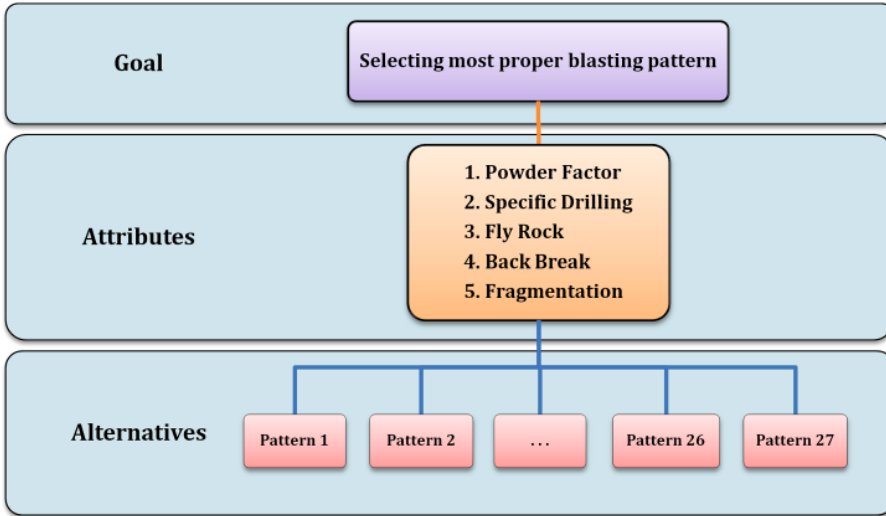 Goal
Selecting most proper blasting pattern
Attributes
1. Powder Factor
2. Specific Drilling
3. Fly Rock
4. Back Break
5. Fragmentation
Alternatives
Pattern 1
Pattern 2
...
Pattern 26
Pattern 27